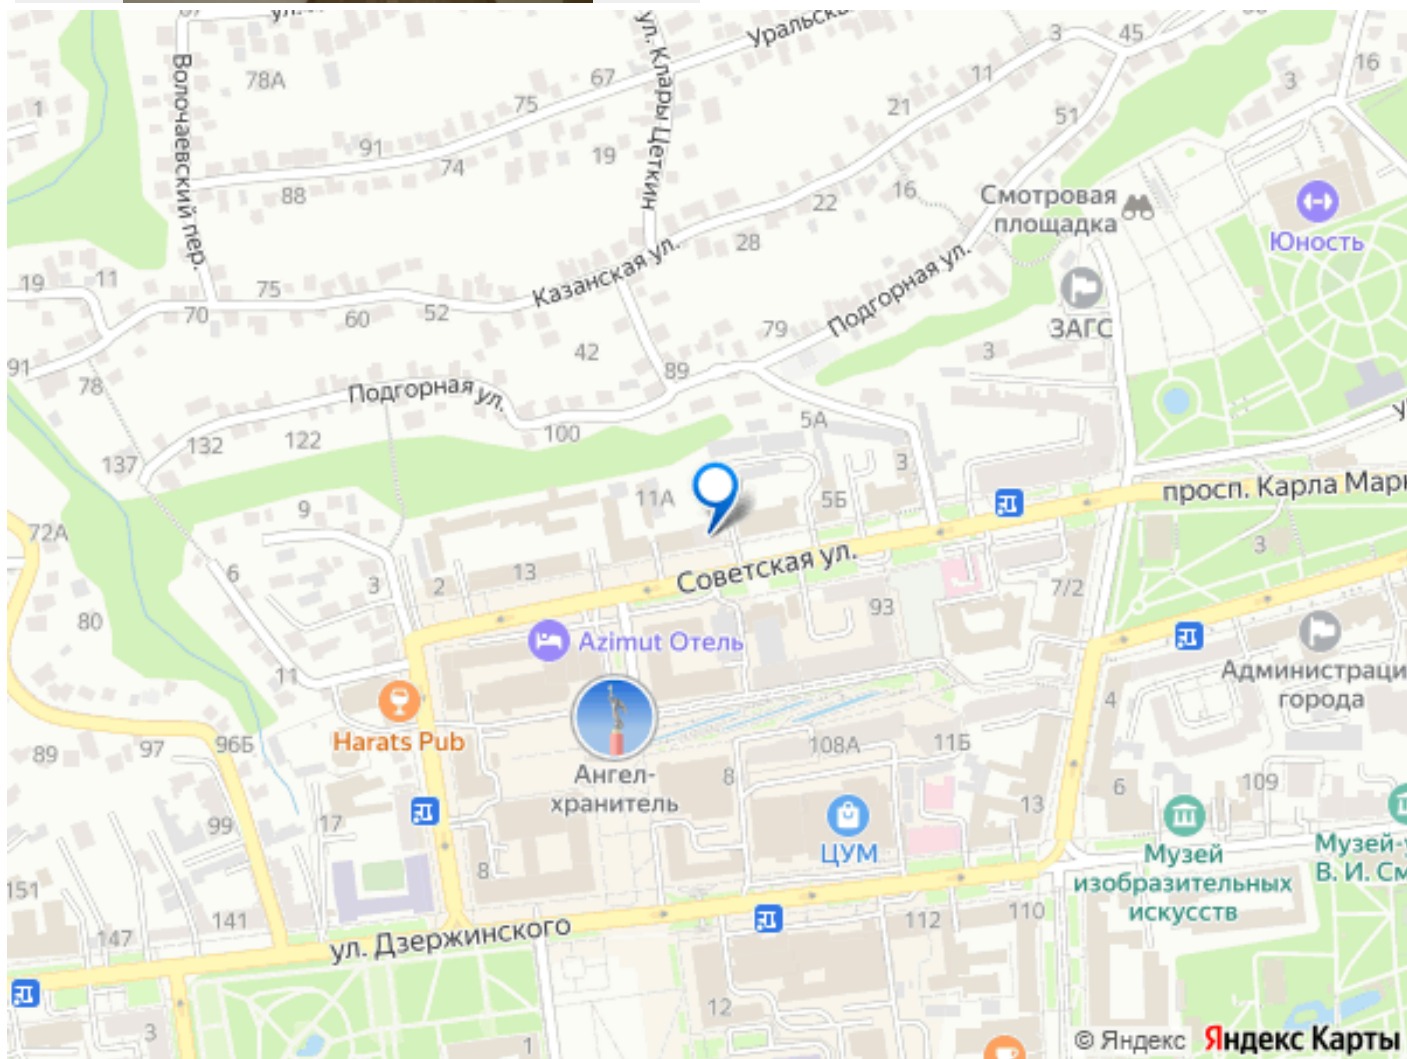 ул. Клары Цеткин
Уральска
3
45
16
3
67
11
78А
1
75
21
51
Волочаевский пер.
91
74
19
16
88
22
Смотровая
площадка
28
Юность
Казанская ул.
Подгорная ул.
19
11
75
70
60
52
79
ЗАГС
42
3
91
78
89
Подгорная ул.
5А
132
122
100
137
3
11А
5Б
просп. Карла Марк
9
72А
Советская ул.
3
6
3
2
13
7/2
93
80
Azimut Отель
11
Администраци
города
4
Harats Pub
89
97
96Б
108А
11Б
Ангел-
хранитель
8
109
6
13
99
17
ЦУМ
Музей
изобразительных
искусств
Музей-у
В. И. См
8
151
141
147
ул. Дзержинского
112
110
12
3
1
© Яндекс Яндекс Карты